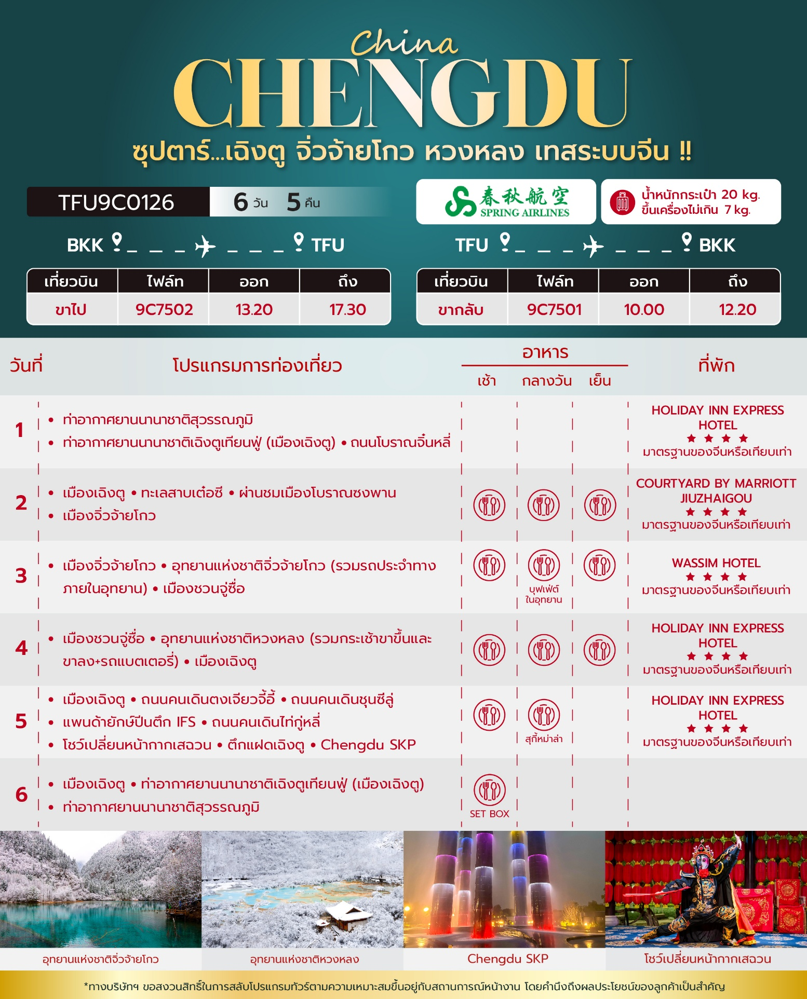 China
CHENGDU
ซุปตาร์...เฉิงตู จิ่วจ้ายโกว หวงหลง เทสระบบจีน !!
TFU9C0126
6 วัน 5 คืน
春秋航空
SPRING AIRLINES
น้ำหนักกระเป๋า 20 kg.
ขึ้นเครื่องไม่เกิน 7 kg.
BKK TFU
TFU BKK
เที่ยวบิน ไฟล์ท ออก ถึง
ขาไป 9C7502 13.20 17.30
เที่ยวบิน ไฟล์ท ออก ถึง
ขากลับ 9C7501 10.00 12.20
วันที่ โปรแกรมการท่องเที่ยว อาหาร ที่พัก
เช้า กลางวัน เย็น
1
• ท่าอากาศยานนานาชาติสุวรรณภูมิ
• ท่าอากาศยานนานาชาติเฉิงตูเทียนฟู่ (เมืองเฉิงตู) • ถนนโบราณจิ๋นหลี่
HOLIDAY INN EXPRESS
HOTEL
มาตรฐานของจีนหรือเทียบเท่า
2
• เมืองเฉิงตู • ทะเลสาบเต๋อซี • ผ่านชมเมืองโบราณซงพาน
• เมืองจิ่วจ้ายโกว
COURTYARD BY MARRIOTT
JIUZHAIGOU
มาตรฐานของจีนหรือเทียบเท่า
3
• เมืองจิ่วจ้ายโกว • อุทยานแห่งชาติจิ่วจ้ายโกว (รวมรถประจำทาง
ภายในอุทยาน) • เมืองชวนจู่ซื่อ
บุฟเฟ่ต์
ในอุทยาน
WASSIM HOTEL
มาตรฐานของจีนหรือเทียบเท่า
4
• เมืองชวนจู่ซื่อ • อุทยานแห่งชาติหวงหลง (รวมกระเช้าขาขึ้นและ
ขาลง+รถแบตเตอรี่) • เมืองเฉิงตู
HOLIDAY INN EXPRESS
HOTEL
มาตรฐานของจีนหรือเทียบเท่า
5
• เมืองเฉิงตู • ถนนคนเดินตงเจียวจี้อี้ • ถนนคนเดินชุนซีลู่
• แพนด้ายักษ์ปีนตึก IFS • ถนนคนเดินไท่กู่หลี่
• โชว์เปลี่ยนหน้ากากเสฉวน • ตึกแฝดเฉิงตู • Chengdu SKP
สุกี้หม่าล่า
HOLIDAY INN EXPRESS
HOTEL
มาตรฐานของจีนหรือเทียบเท่า
6
• เมืองเฉิงตู • ท่าอากาศยานนานาชาติเฉิงตูเทียนฟู่ (เมืองเฉิงตู)
• ท่าอากาศยานนานาชาติสุวรรณภูมิ
SET BOX
อุทยานแห่งชาติจิ่วจ้ายโกว
อุทยานแห่งชาติหวงหลง
Chengdu SKP
โชว์เปลี่ยนหน้ากากเสฉวน
*ทางบริษัทฯ ขอสงวนสิทธิ์ในการสลับโปรแกรมทัวร์ตามความเหมาะสมขึ้นอยู่กับสถานการณ์หน้างาน โดยคำนึงถึงผลประโยชน์ของลูกค้าเป็นสำคัญ